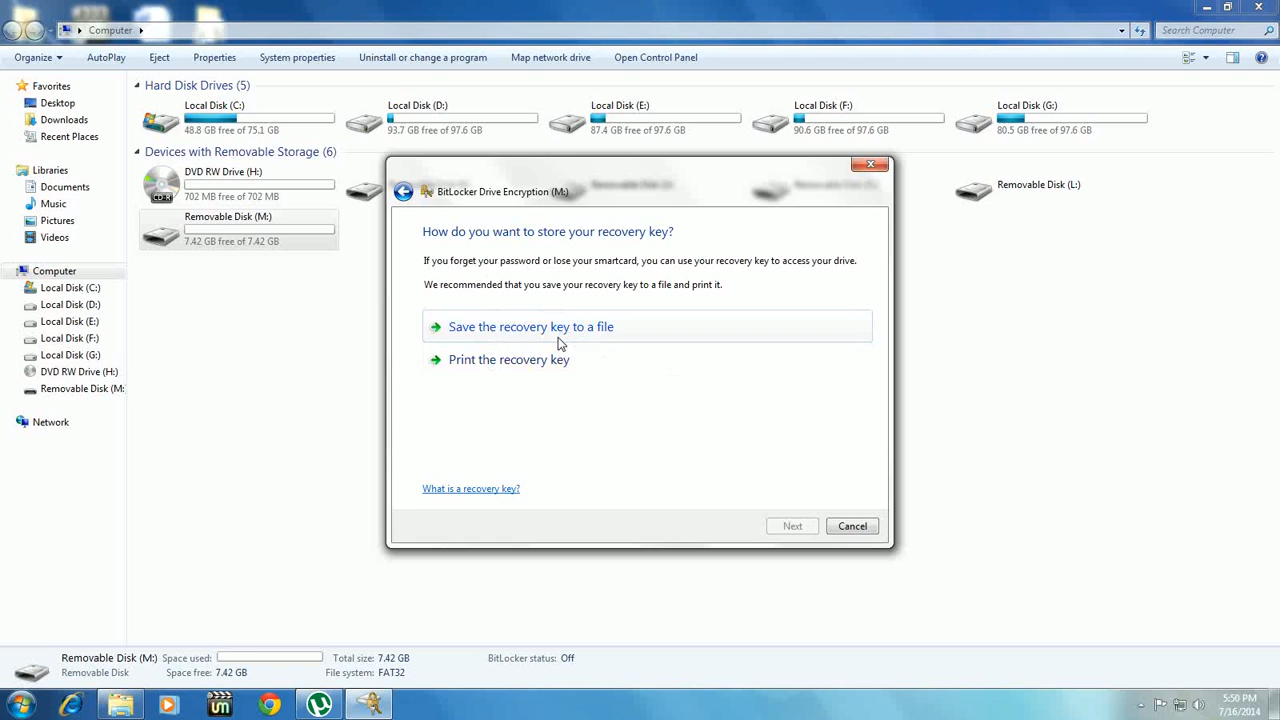 Computer
Search Computer
Organize
AutoPlay
Eject
Properties
System properties
Uninstall or change a program
Map network drive
Open Control Panel
Favorites
Desktop
Downloads
Recent Places
Libraries
Documents
Music
Pictures
Videos
Computer
Local Disk (C:)
Local Disk (D:)
Local Disk (E:)
Local Disk (F:)
Local Disk (G:)
DVD RW Drive (H:)
Removable Disk (M:
Network
Hard Disk Drives (5)
Local Disk (C:)
48.8 GB free of 75.1 GB
Local Disk (D:)
93.7 GB free of 97.6 GB
Local Disk (E:)
87.4 GB free of 97.6 GB
Local Disk (F:)
90.6 GB free of 97.6 GB
Local Disk (G:)
80.5 GB free of 97.6 GB
Devices with Removable Storage (6)
DVD RW Drive (H:)
702 MB free of 702 MB
CD-R
Removable Disk (L:)
Removable Disk (M:)
7.42 GB free of 7.42 GB
BitLocker Drive Encryption (M:)
How do you want to store your recovery key?
If you forget your password or lose your smartcard, you can use your recovery key to access your drive.
We recommended that you save your recovery key to a file and print it.
Save the recovery key to a file
Print the recovery key
What is a recovery key?
Next
Cancel
Removable Disk (M:) Space used: Total size: 7.42 GB BitLocker status: Off
Removable Disk Space free: 7.42 GB File system: FAT32
um
5:50 PM
7/16/2014